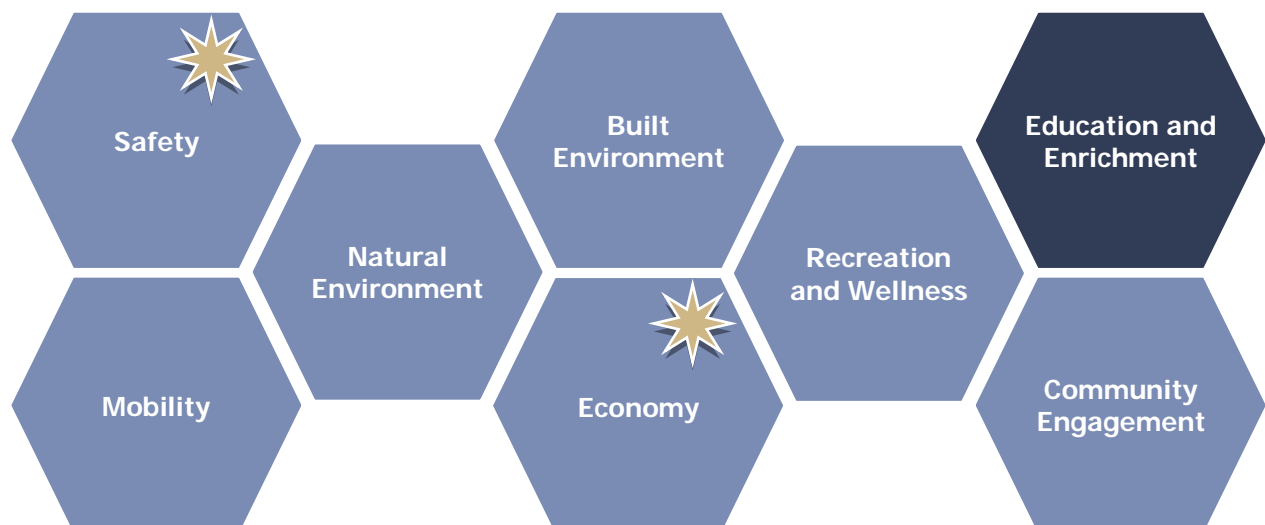 Safety
Built
Environment
Education and
Enrichment
Natural
Environment
Recreation
and Wellness
Mobility
Economy
Community
Engagement